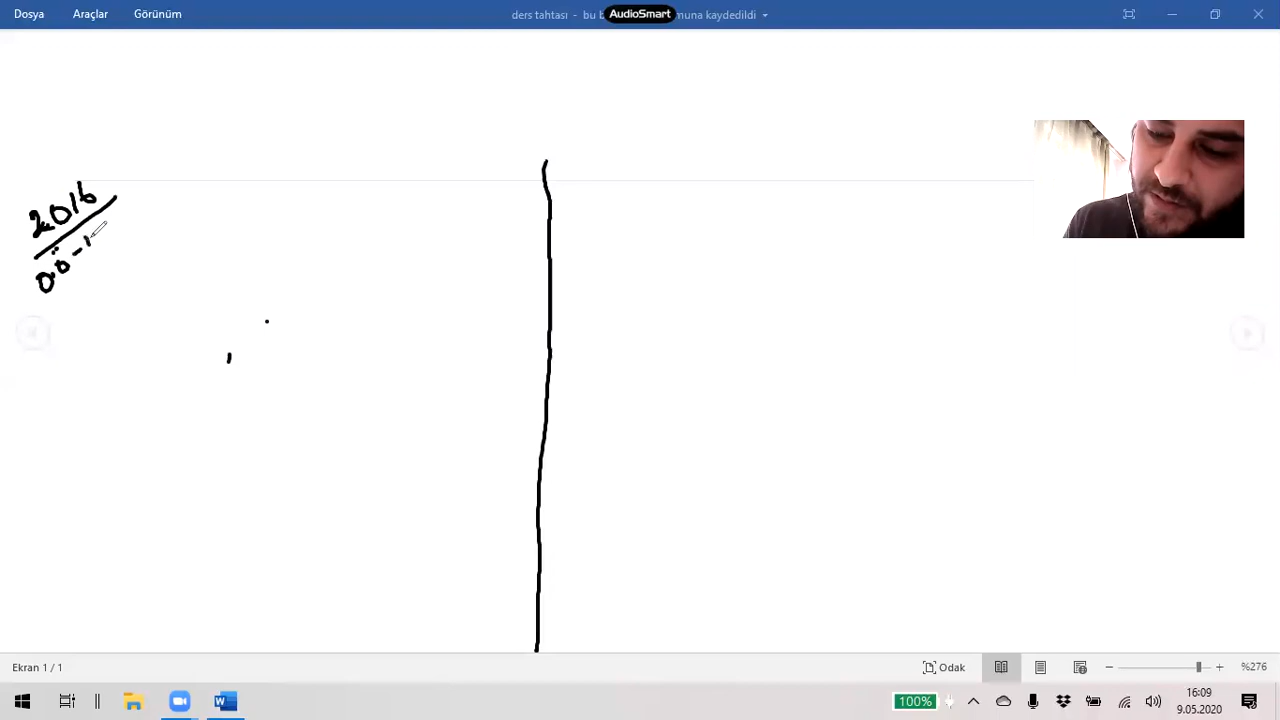 Dosya Araçlar Görünüm
ders tahtası - bu b
AudioSmart
muna kaydedildi
2016
Ö.Ö - 1
Ekran 1 / 1
Odak
%276
100%
16:09
9.05.2020